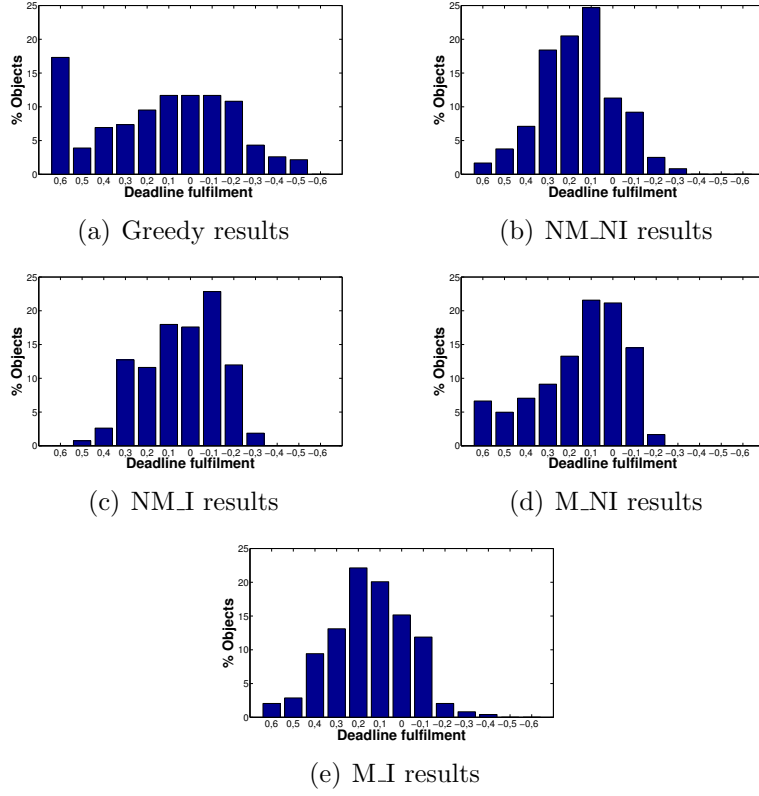 25
20
15
10
5
0
% Objects
0,6 0,5 0,4 0,3 0,2 0,1 0 −0,1 −0,2 −0,3 −0,4 −0,5 −0,6
Deadline fulfilment
(a) Greedy results
25
20
15
10
5
0
% Objects
0,6 0,5 0,4 0,3 0,2 0,1 0 −0,1 −0,2 −0,3 −0,4 −0,5 −0,6
Deadline fulfilment
(b) NM_NI results
25
20
15
10
5
0
% Objects
0,6 0,5 0,4 0,3 0,2 0,1 0 −0,1 −0,2 −0,3 −0,4 −0,5 −0,6
Deadline fulfilment
(c) NM_I results
25
20
15
10
5
0
% Objects
0,6 0,5 0,4 0,3 0,2 0,1 0 −0,1 −0,2 −0,3 −0,4 −0,5 −0,6
Deadline fulfilment
(d) M_NI results
25
20
15
10
5
0
% Objects
0,6 0,5 0,4 0,3 0,2 0,1 0 −0,1 −0,2 −0,3 −0,4 −0,5 −0,6
Deadline fulfilment
(e) M_I results